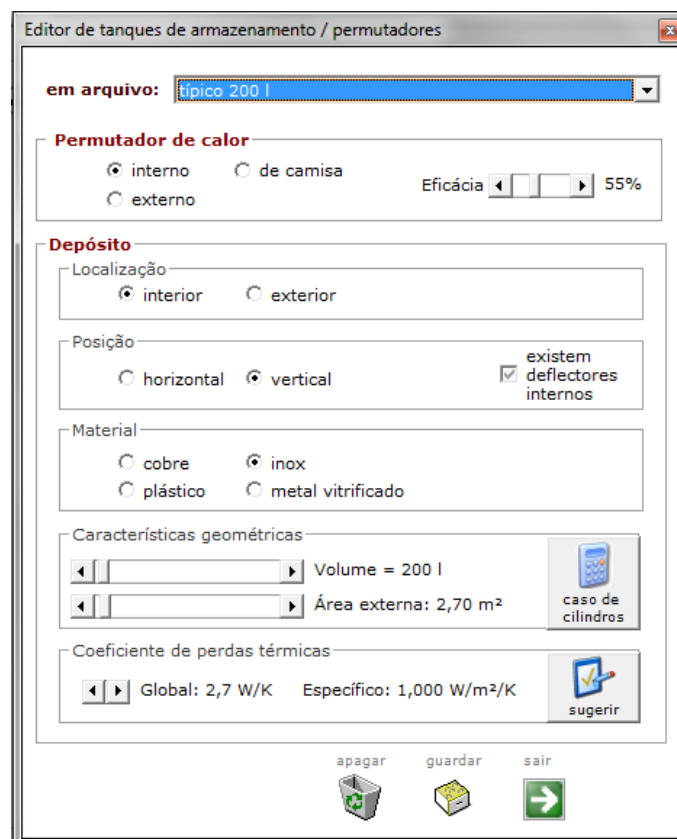 Editor de tanques de armazenamento / permutadores
em arquivo: típico 200 l
Permutador de calor
interno de camisa
externo
Eficácia 55%
Depósito
Localização
interior exterior
Posição
horizontal vertical
existem
deflectores
internos
Material
cobre inox
plástico metal vitrificado
Características geométricas
Volume = 200 l
Área externa: 2,70 m²
caso de
cilindros
Coeficiente de perdas térmicas
Global: 2,7 W/K Específico: 1,000 W/m²/K
sugerir
apagar guardar sair